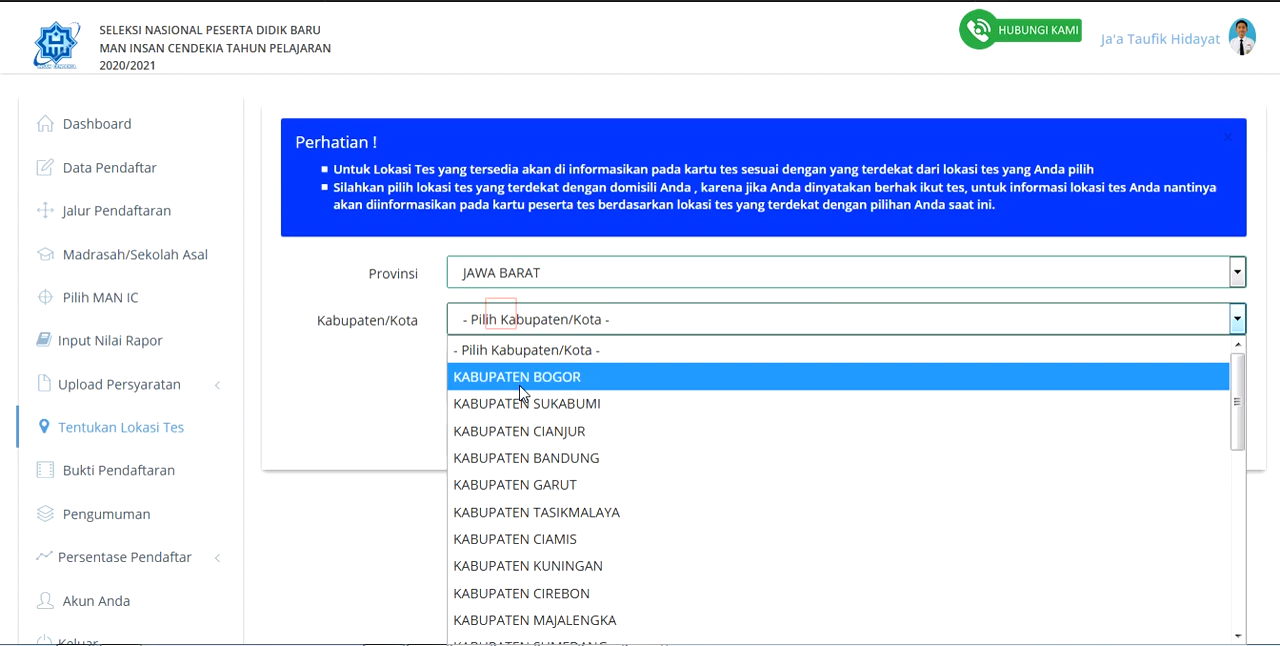 SELEKSI NASIONAL PESERTA DIDIK BARU
MAN INSAN CENDEKIA TAHUN PELAJARAN
2020/2021
HUBUNGI KAMI
Ja'a Taufik Hidayat
Dashboard
Data Pendaftar
Jalur Pendaftaran
Madrasah/Sekolah Asal
Pilih MAN IC
Input Nilai Rapor
Upload Persyaratan
Tentukan Lokasi Tes
Bukti Pendaftaran
Pengumuman
Persentase Pendaftar
Akun Anda
Keluar
Perhatian !
Untuk Lokasi Tes yang tersedia akan di informasikan pada kartu tes sesuai dengan yang terdekat dari lokasi tes yang Anda pilih
Silahkan pilih lokasi tes yang terdekat dengan domisili Anda , karena jika Anda dinyatakan berhak ikut tes, untuk informasi lokasi tes Anda nantinya
akan diinformasikan pada kartu peserta tes berdasarkan lokasi tes yang terdekat dengan pilihan Anda saat ini.
Provinsi
JAWA BARAT
Kabupaten/Kota
- Pilih Kabupaten/Kota -
- Pilih Kabupaten/Kota -
KABUPATEN BOGOR
KABUPATEN SUKABUMI
KABUPATEN CIANJUR
KABUPATEN BANDUNG
KABUPATEN GARUT
KABUPATEN TASIKMALAYA
KABUPATEN CIAMIS
KABUPATEN KUNINGAN
KABUPATEN CIREBON
KABUPATEN MAJALENGKA
KABUPATEN SUMEDANG